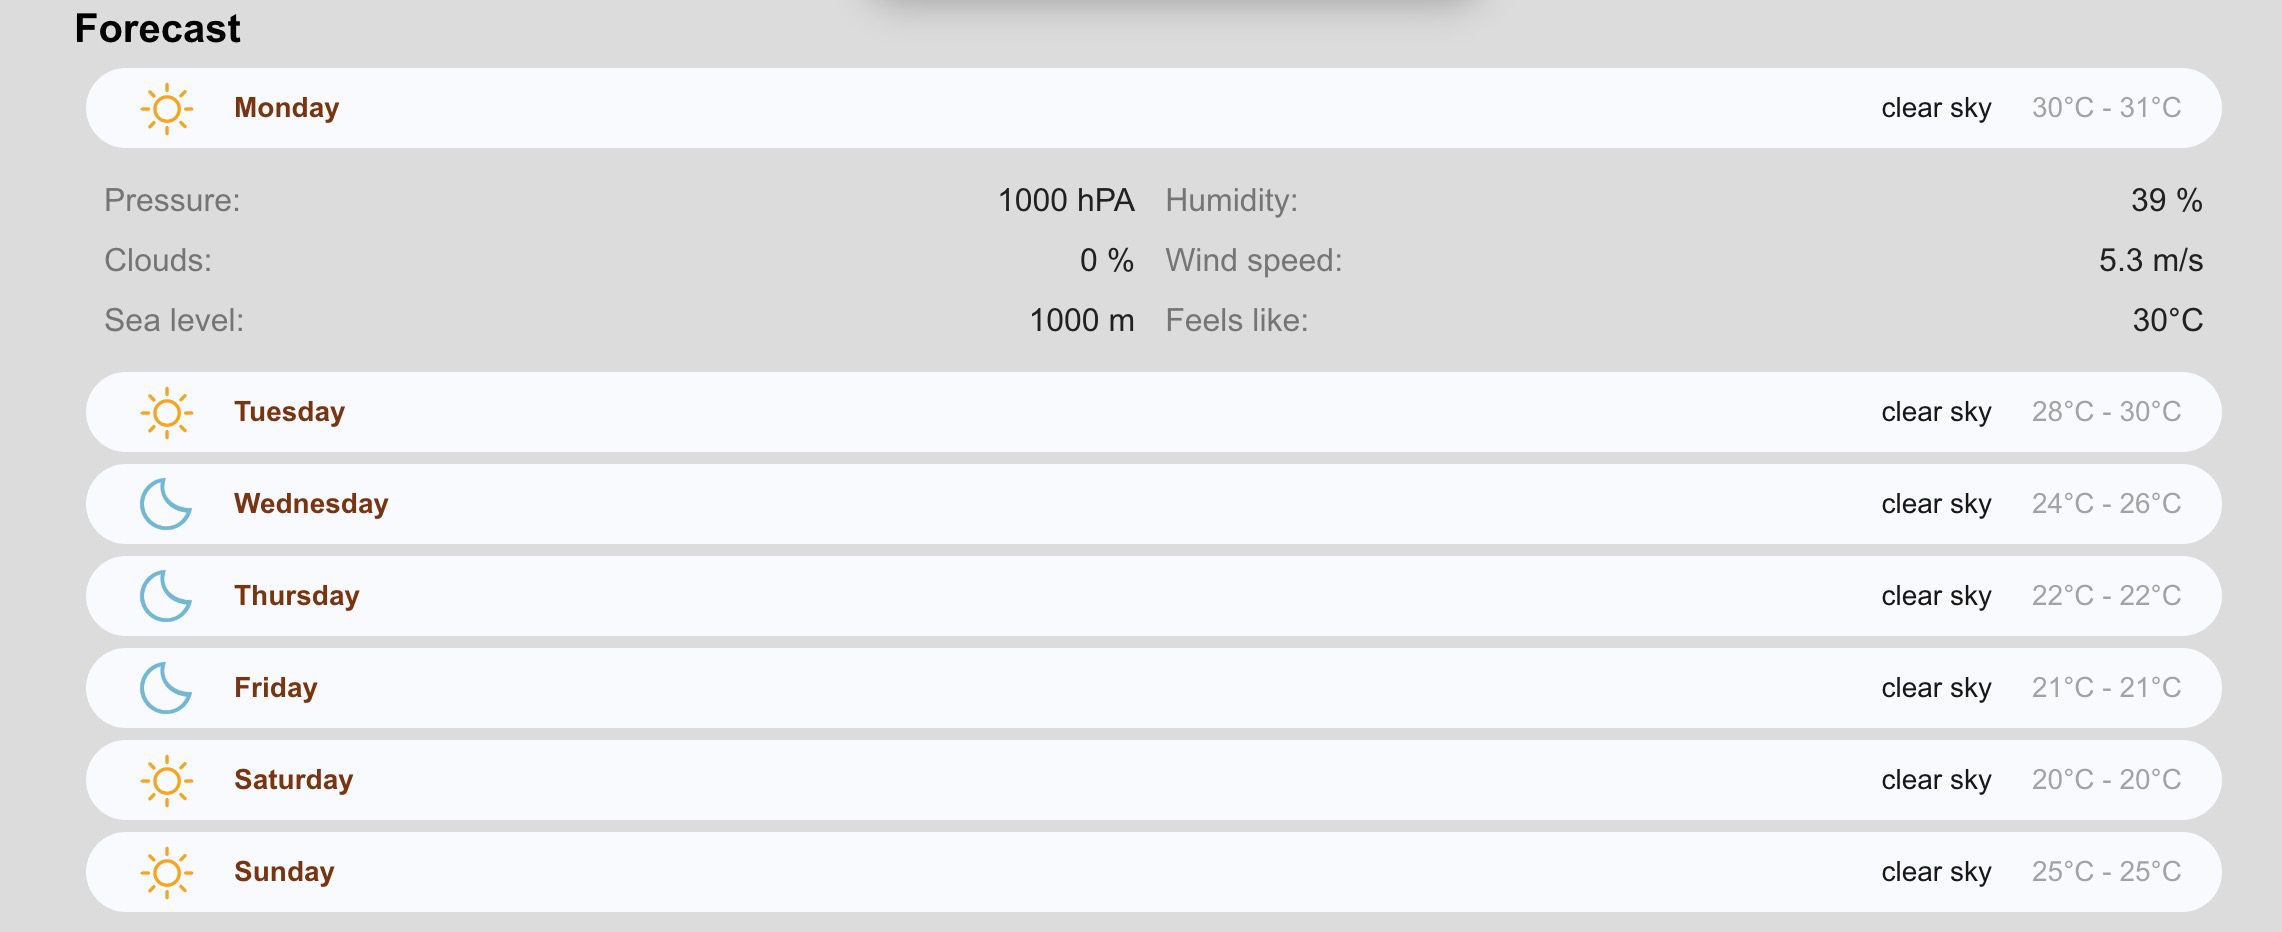 Forecast
Monday clear sky 30°C - 31°C
Pressure: 1000 hPA Humidity: 39 %
Clouds: 0 % Wind speed: 5.3 m/s
Sea level: 1000 m Feels like: 30°C
Tuesday clear sky 28°C - 30°C
Wednesday clear sky 24°C - 26°C
Thursday clear sky 22°C - 22°C
Friday clear sky 21°C - 21°C
Saturday clear sky 20°C - 20°C
Sunday clear sky 25°C - 25°C